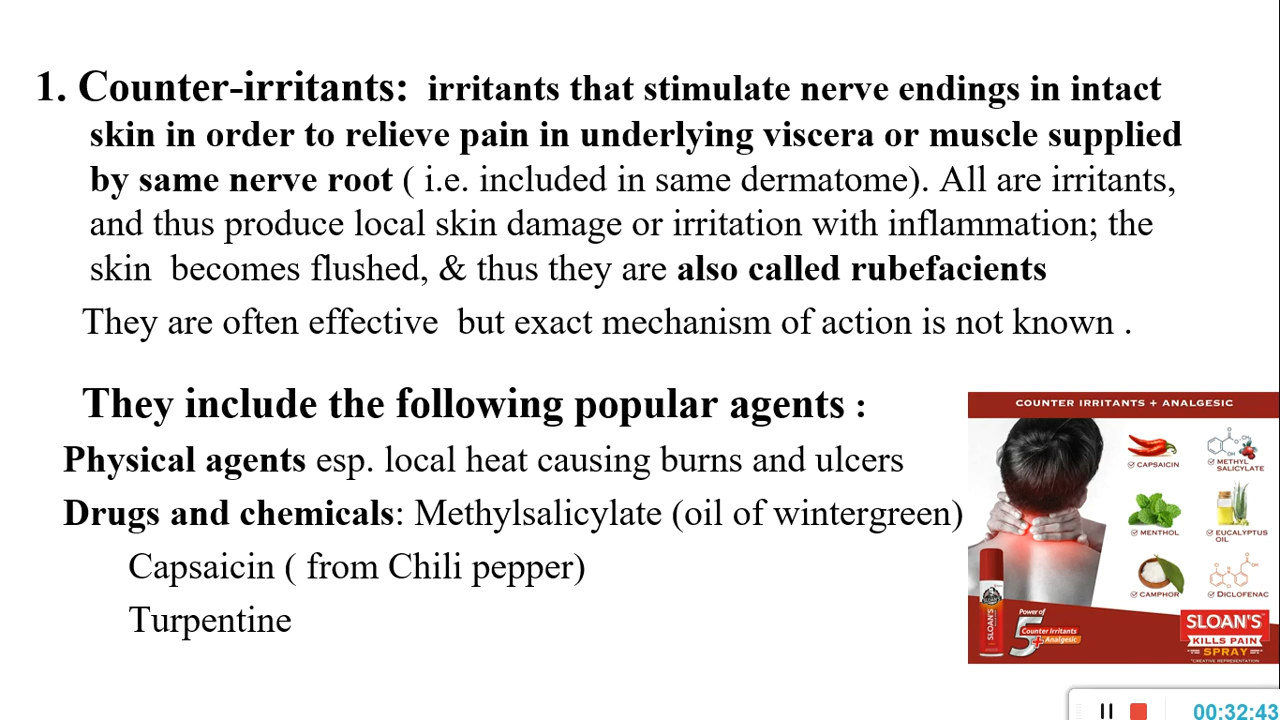 1. Counter-irritants: irritants that stimulate nerve endings in intact
skin in order to relieve pain in underlying viscera or muscle supplied
by same nerve root ( i.e. included in same dermatome). All are irritants,
and thus produce local skin damage or irritation with inflammation; the
skin becomes flushed, & thus they are also called rubefacients
They are often effective but exact mechanism of action is not known .
They include the following popular agents :
Physical agents esp. local heat causing burns and ulcers
Drugs and chemicals: Methylsalicylate (oil of wintergreen)
Capsaicin ( from Chili pepper)
Turpentine
COUNTER IRRITANTS + ANALGESIC
CAPSAICIN
METHYL
SALICYLATE
MENTHOL
EUCALYPTUS
OIL
CAMPHOR
DICLOFENAC
SLOAN'S
Power of
5
Counter Irritants
+ Analgesic
SLOAN'S
KILLS PAIN
SPRAY
*CREATIVE REPRESENTATION
00:32:43